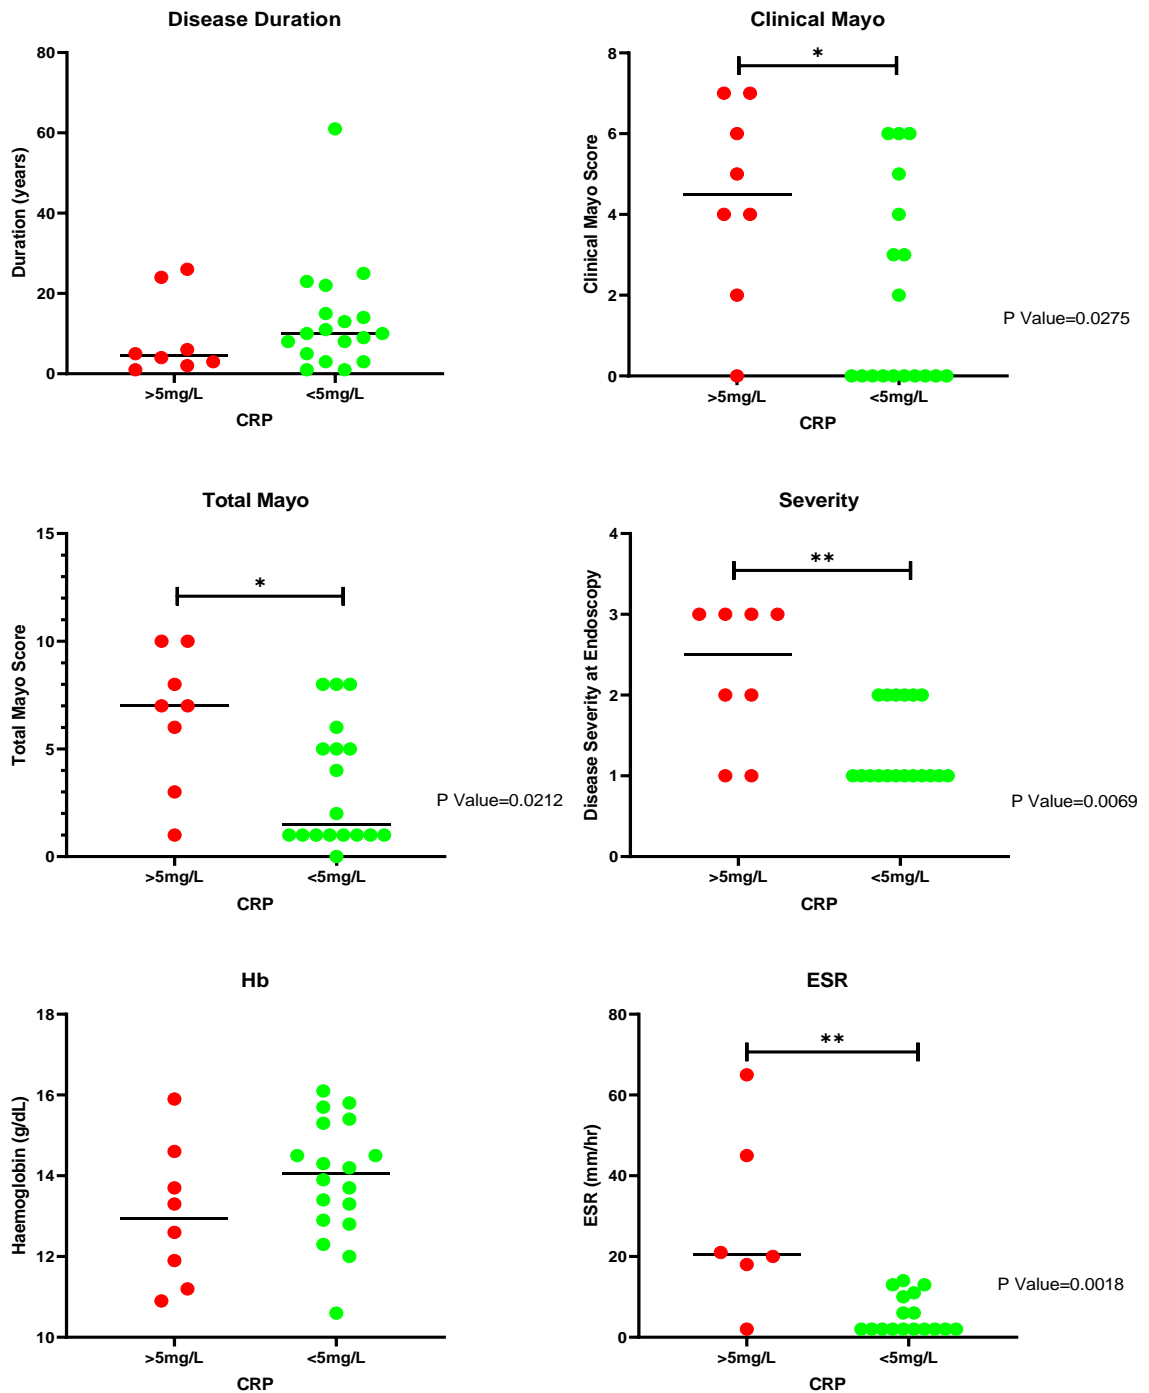 Disease Duration
80
60
40
20
0
Duration (years)
>5mg/L
<5mg/L
CRP
Clinical Mayo
8
6
4
2
0
Clinical Mayo Score
*
>5mg/L
<5mg/L
CRP
P Value=0.0275
Total Mayo
15
10
5
0
Total Mayo Score
*
>5mg/L
<5mg/L
CRP
P Value=0.0212
Severity
4
3
2
1
0
Disease Severity at Endoscopy
**
>5mg/L
<5mg/L
CRP
P Value=0.0069
Hb
18
16
14
12
10
Haemoglobin (g/dL)
>5mg/L
<5mg/L
CRP
ESR
80
60
40
20
0
ESR (mm/hr)
**
>5mg/L
<5mg/L
CRP
P Value=0.0018